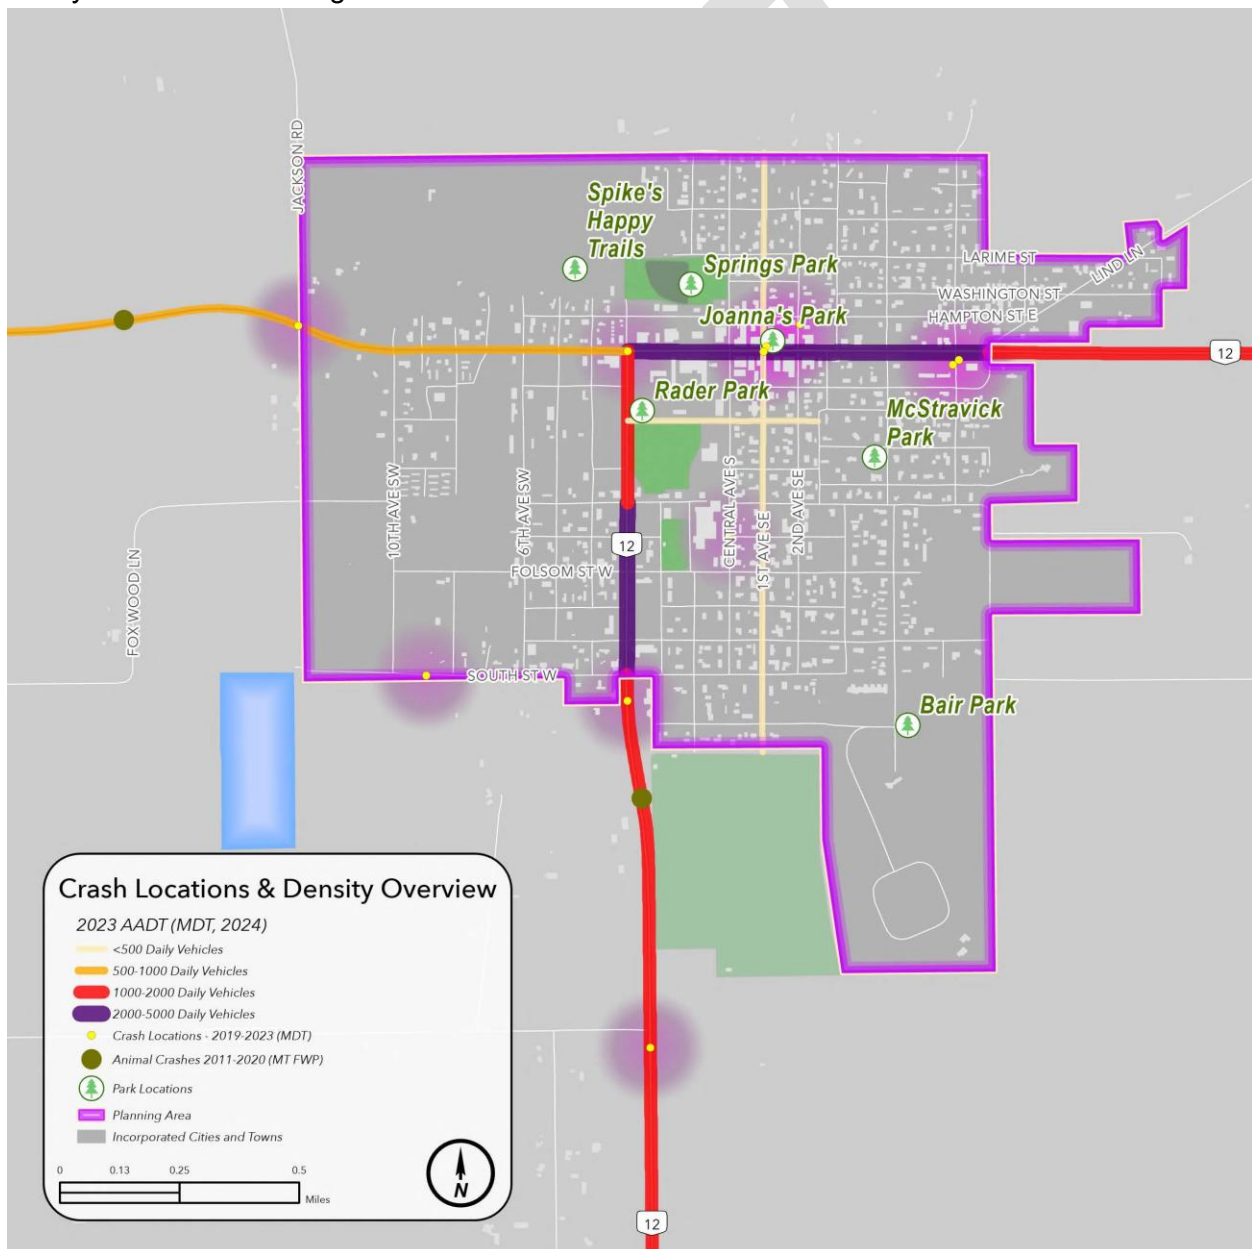 JACKSON RD
Spike's
Happy
Trails
Springs Park
LARIME ST
LIND LN
WASHINGTON ST
HAMPTON ST E
Joanna's Park
12
Rader Park
McStravick
Park
10TH AVE SW
6TH AVE SW
CENTRAL AVE S
2ND AVE SE
1ST AVE SE
12
FOLSOM ST W
FOX WOOD LN
SOUTH ST W
Bair Park
Crash Locations & Density Overview
2023 AADT (MDT, 2024)
<500 Daily Vehicles
500-1000 Daily Vehicles
1000-2000 Daily Vehicles
2000-5000 Daily Vehicles
Crash Locations - 2019-2023 (MDT)
Animal Crashes 2011-2020 (MT FWP)
Park Locations
Planning Area
Incorporated Cities and Towns
0 0.13 0.25 0.5
Miles
N
12